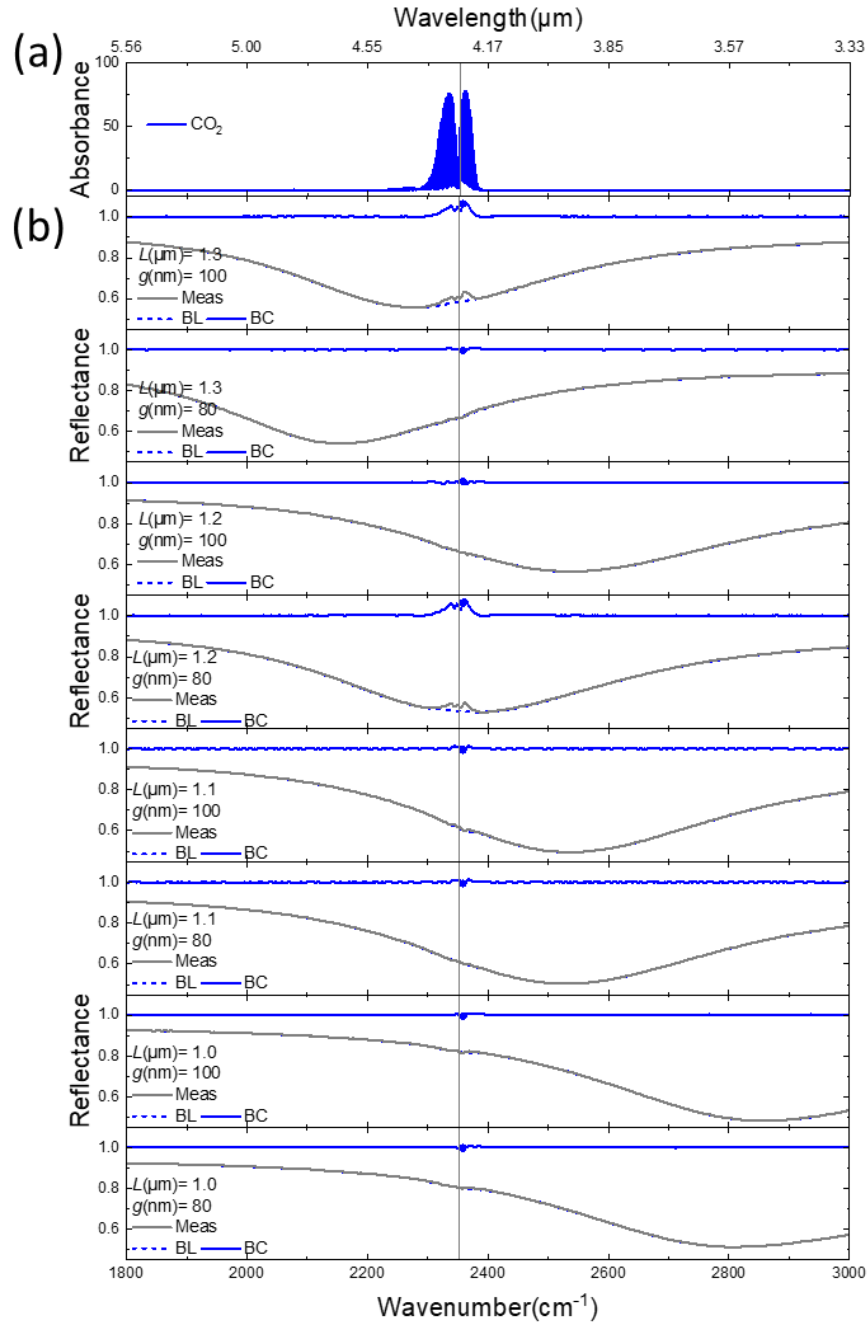 Wavelength(µm)
5.56 5.00 4.55 4.17 3.85 3.57 3.33
(a)
100
50
0
Absorbance
CO₂
(b)
1.0
0.8
0.6
L(µm)= 1.3
g(nm)= 100
Meas
BL BC
Reflectance
1.0
0.8
0.6
L(µm)= 1.3
g(nm)= 80
Meas
BL BC
1.0
0.8
0.6
L(µm)= 1.2
g(nm)= 100
Meas
BL BC
Reflectance
1.0
0.8
0.6
L(µm)= 1.2
g(nm)= 80
Meas
BL BC
1.0
0.8
0.6
L(µm)= 1.1
g(nm)= 100
Meas
BL BC
Reflectance
1.0
0.8
0.6
L(µm)= 1.1
g(nm)= 80
Meas
BL BC
1.0
0.8
0.6
L(µm)= 1.0
g(nm)= 100
Meas
BL BC
Reflectance
1.0
0.8
0.6
L(µm)= 1.0
g(nm)= 80
Meas
BL BC
1800 2000 2200 2400 2600 2800 3000
Wavenumber(cm⁻¹)